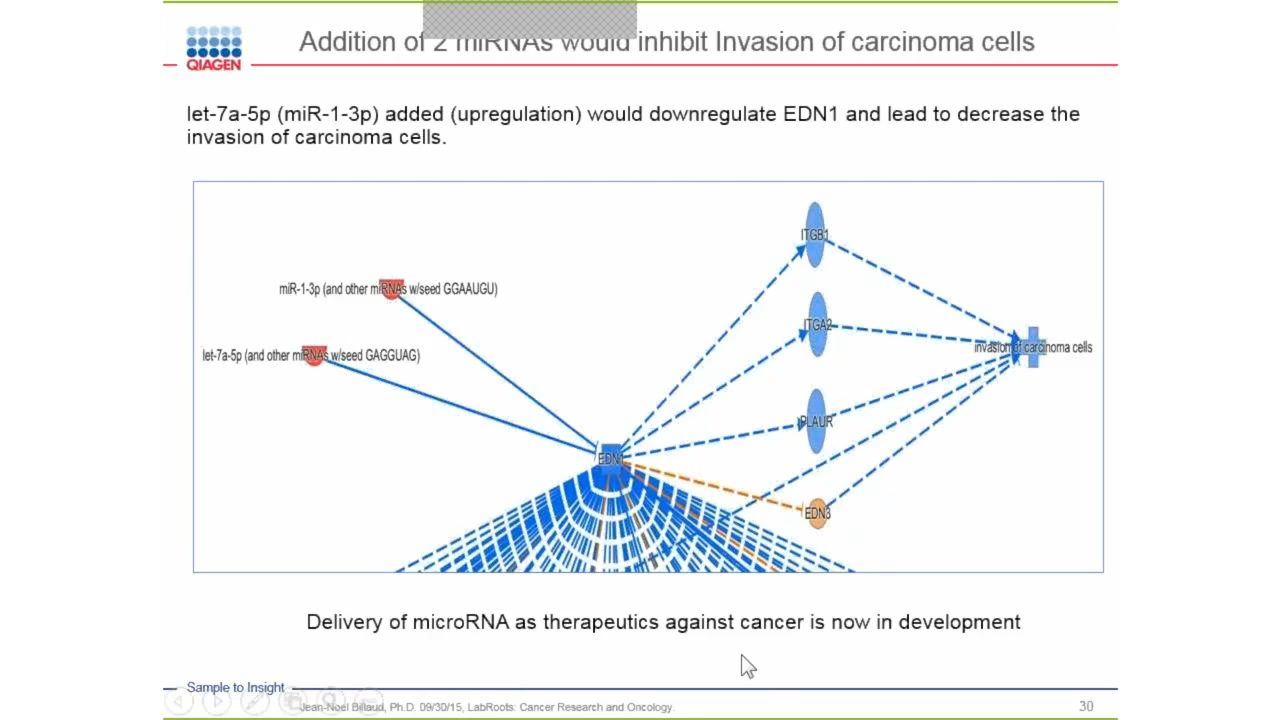 QIAGEN
Addition of 2 miRNAs would inhibit Invasion of carcinoma cells
let-7a-5p (miR-1-3p) added (upregulation) would downregulate EDN1 and lead to decrease the
invasion of carcinoma cells.
ITGB1
miR-1-3p (and other miRNAs w/seed GGAAUGU)
ITGA2
let-7a-5p (and other miRNAs w/seed GAGGUAG)
invasion of carcinoma cells
PLAUR
EDN1
EDN3
Delivery of microRNA as therapeutics against cancer is now in development
Sample to Insight
Jean-Noel Billaud, Ph.D. 09/30/15, LabRoots: Cancer Research and Oncology.
30